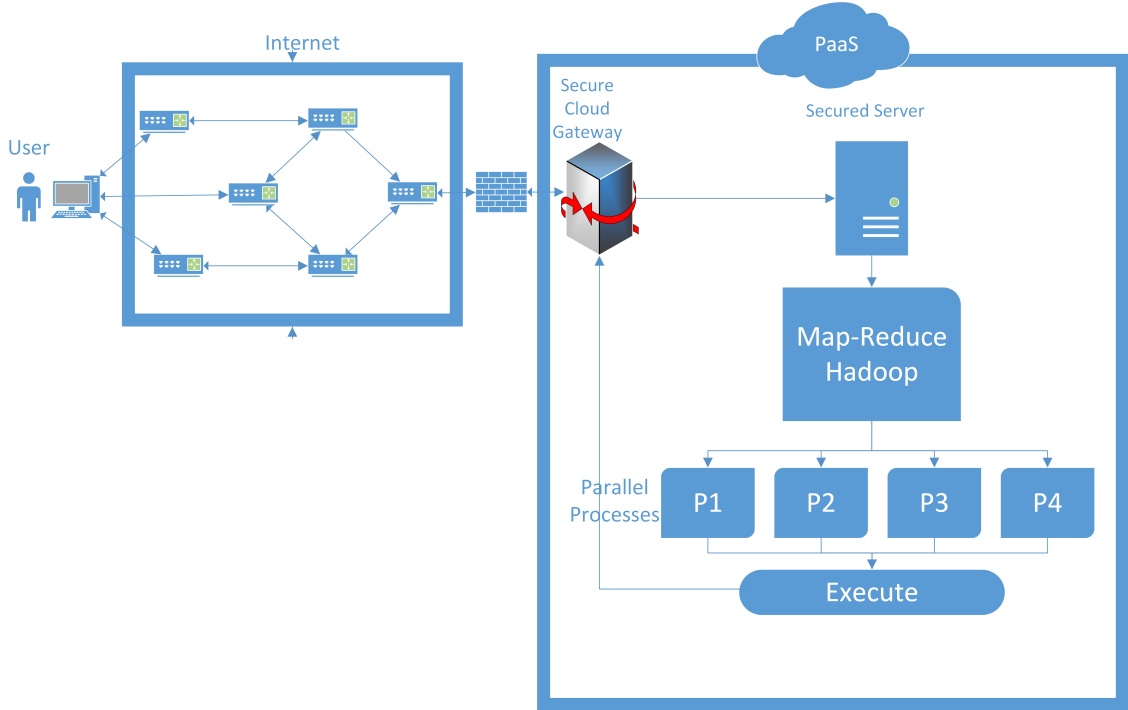 Internet
User
PaaS
Secure
Cloud
Gateway
Secured Server
Map-Reduce
Hadoop
Parallel
Processes
P1
P2
P3
P4
Execute